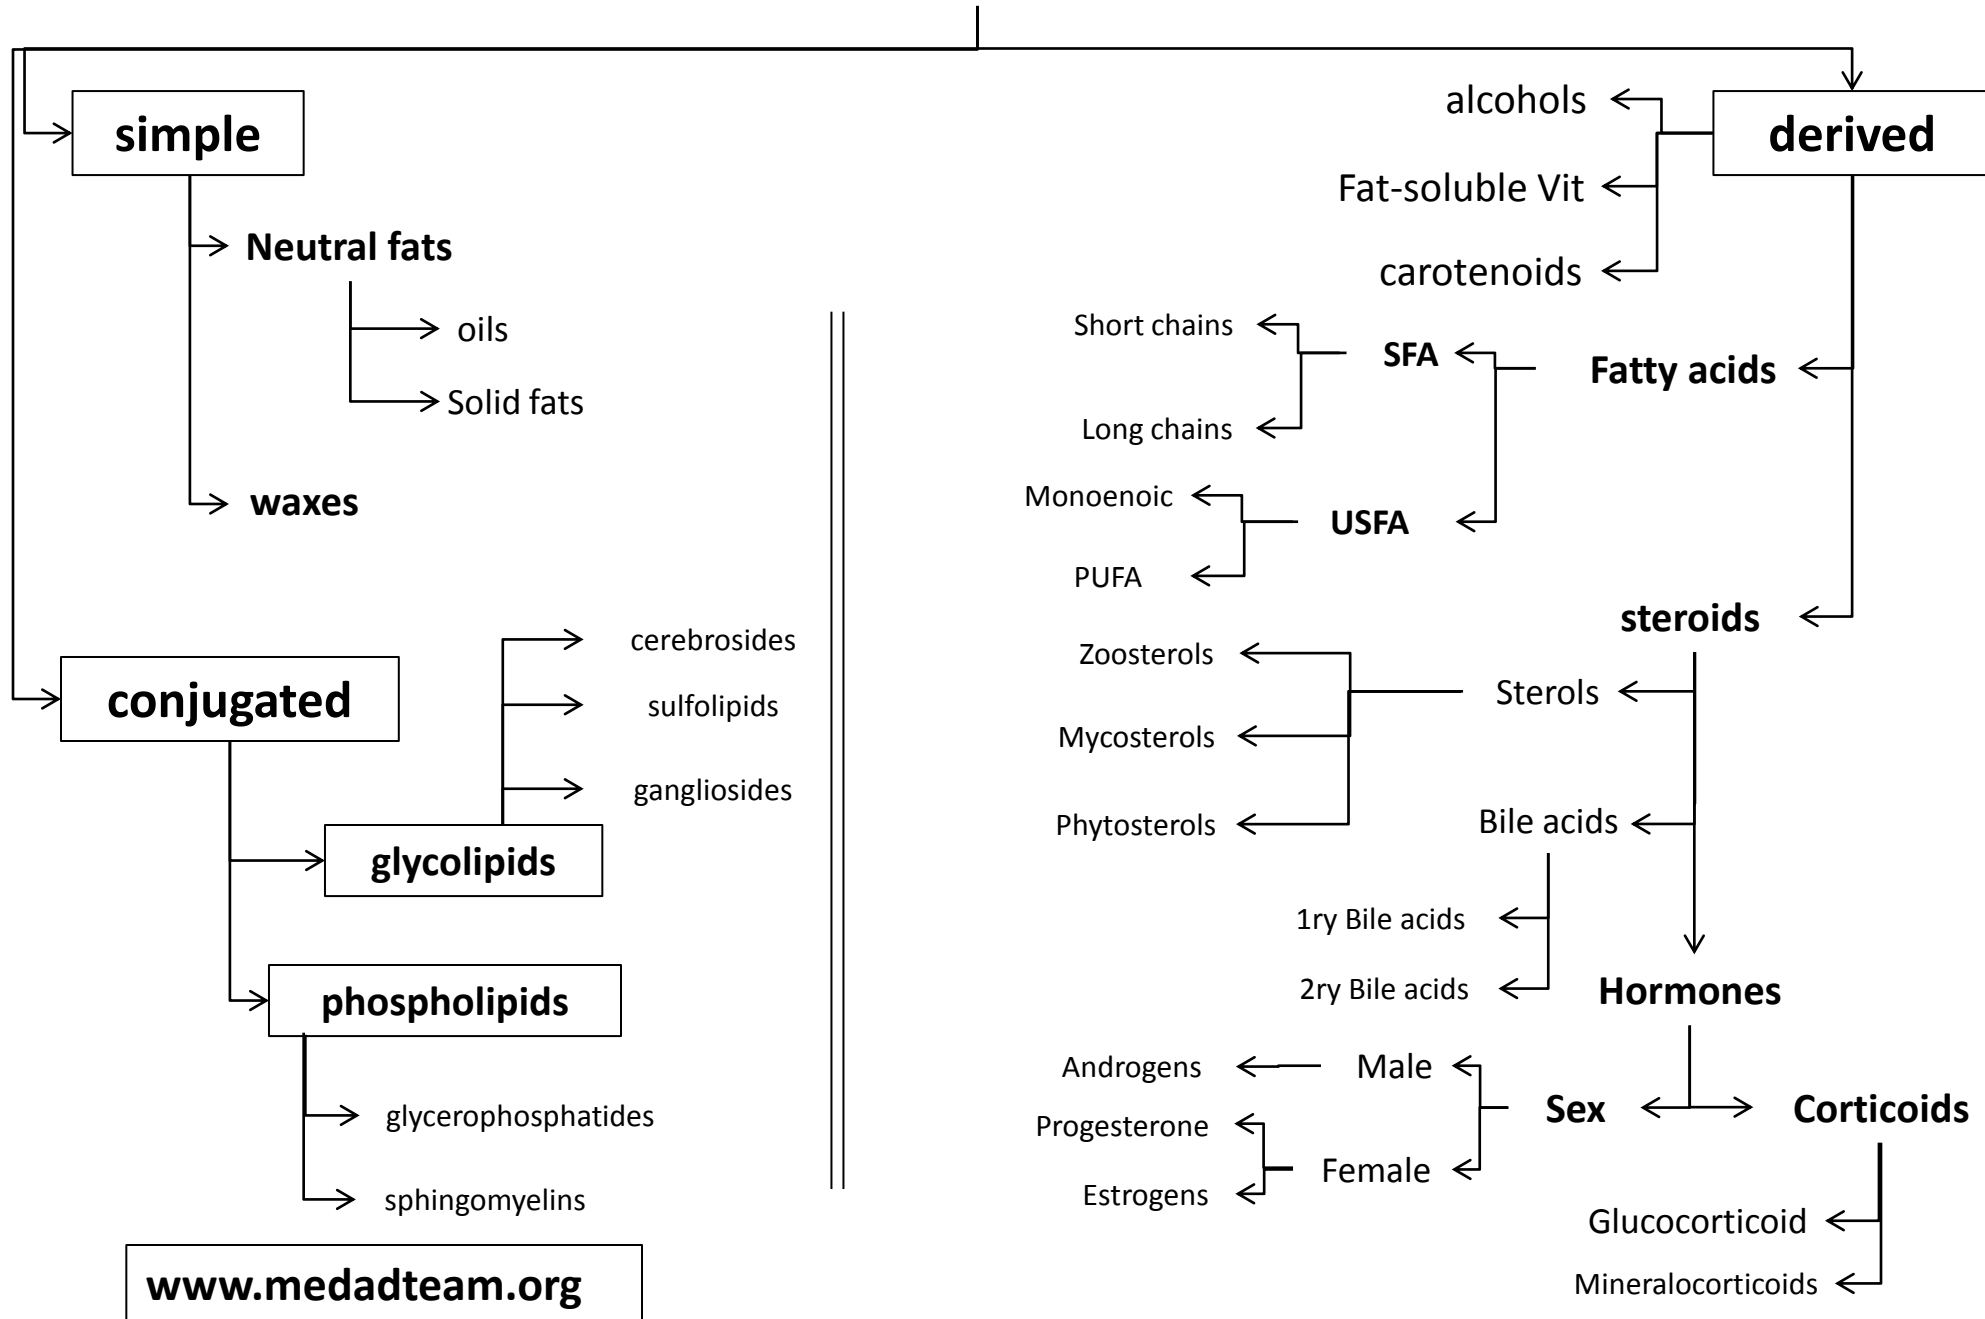 simple
Neutral fats
oils
Solid fats
waxes
conjugated
cerebrosides
sulfolipids
gangliosides
glycolipids
phospholipids
glycerophosphatides
sphingomyelins
www.medadteam.org
derived
alcohols
Fat-soluble Vit
carotenoids
Fatty acids
SFA
Short chains
Long chains
USFA
Monoenoic
PUFA
steroids
Sterols
Zoosterols
Mycosterols
Phytosterols
Bile acids
1ry Bile acids
2ry Bile acids
Hormones
Sex
Male
Androgens
Female
Progesterone
Estrogens
Corticoids
Glucocorticoid
Mineralocorticoids